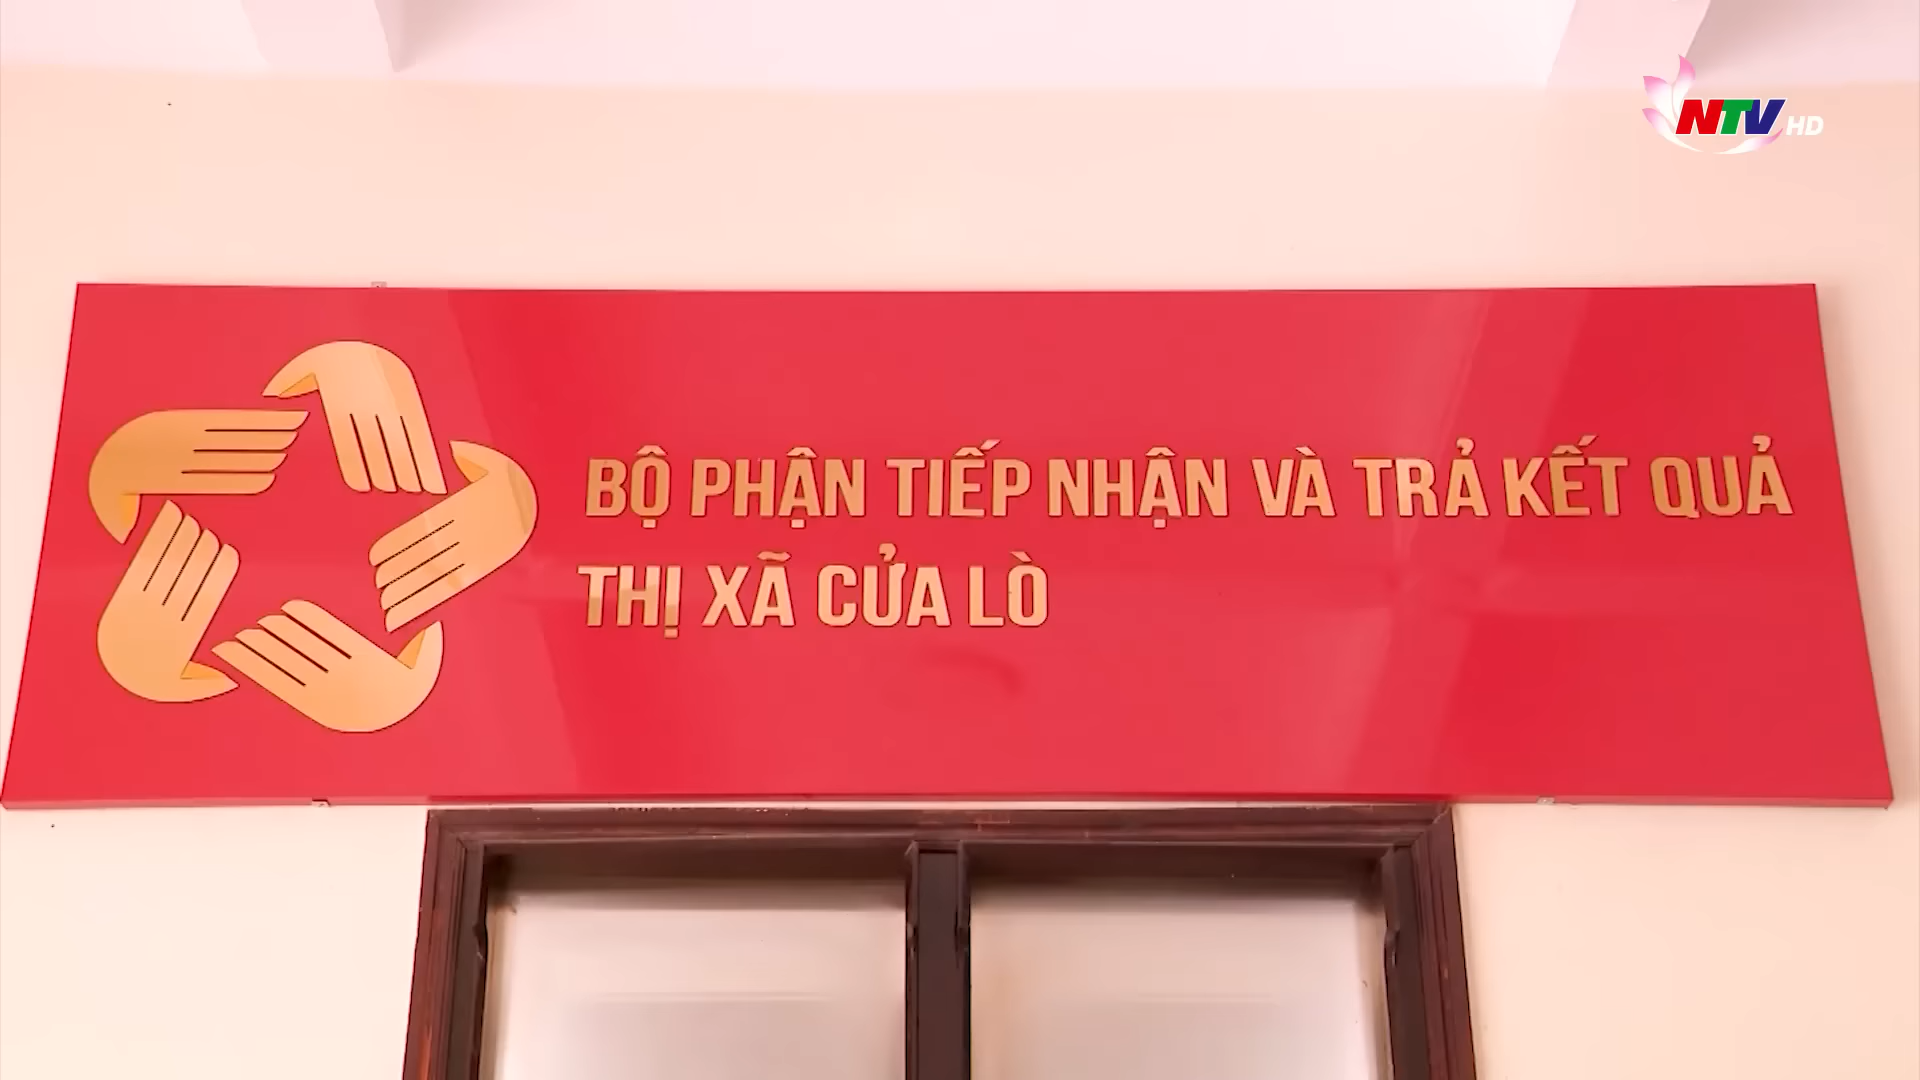 NTV HD
BỘ PHẬN TIẾP NHẬN VÀ TRẢ KẾT QUẢ
THỊ XÃ CỬA LÒ